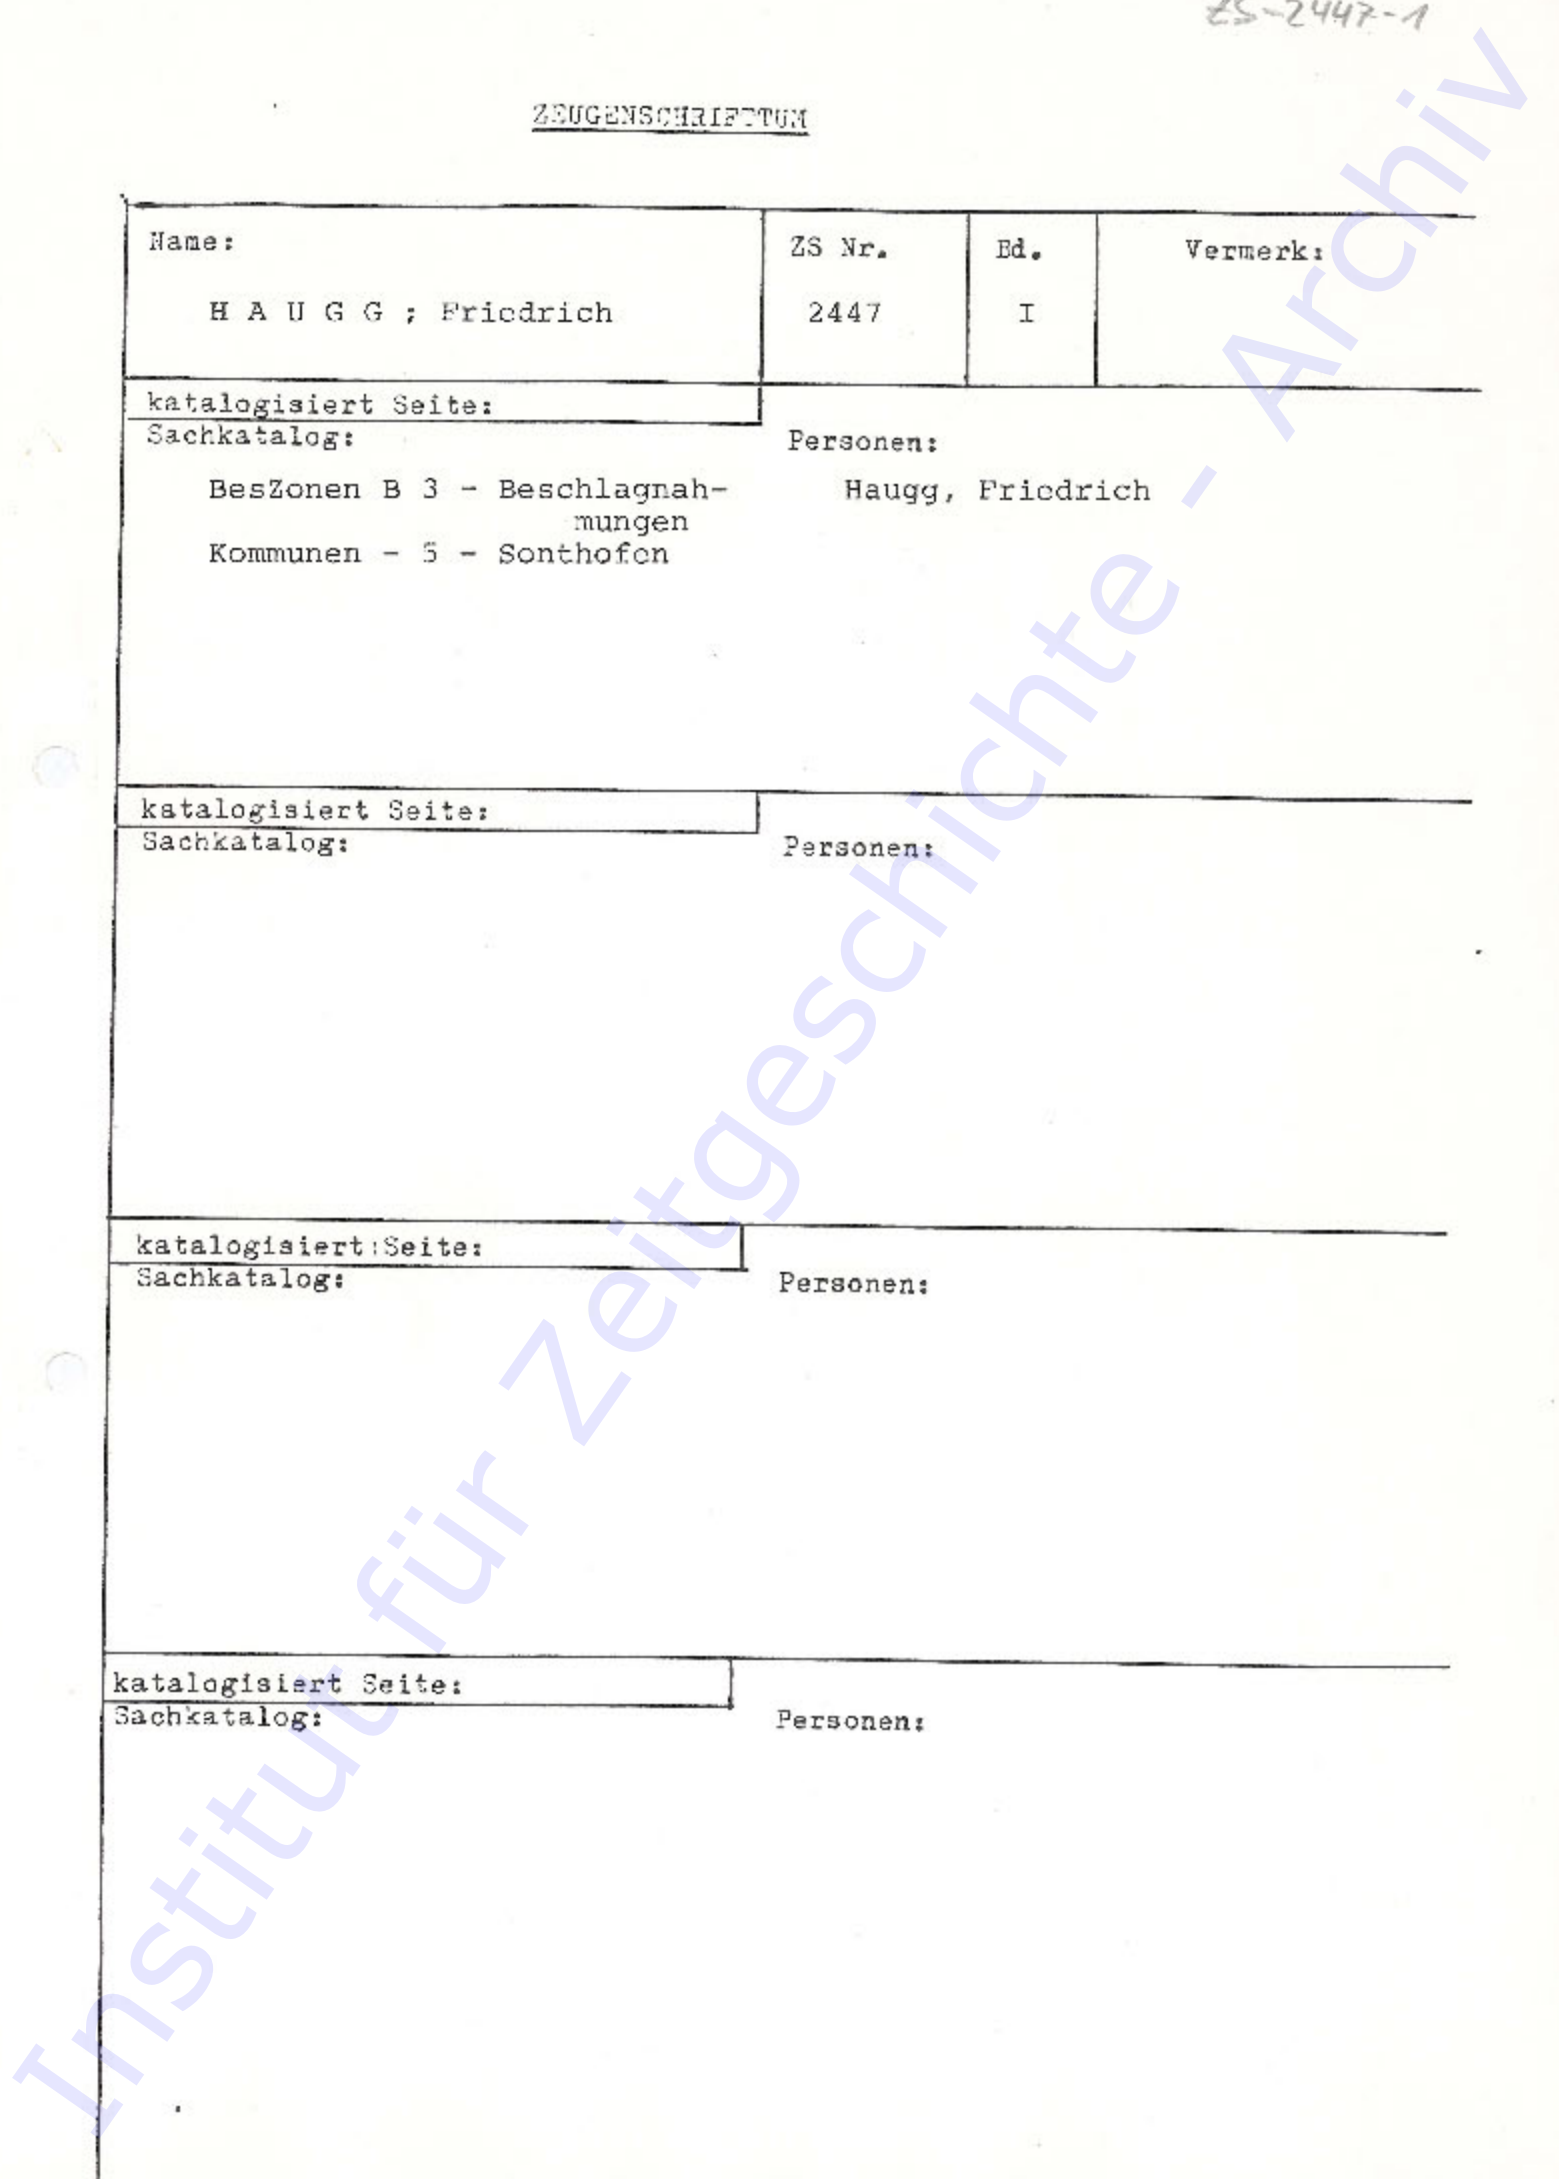 ZS-2447-1
ZEUGENSCHRIFTTUM
Name:
ZS Nr.
Bd.
Vermerk:
H A U G G ; Friedrich
2447
I
katalogisiert Seite:
Sachkatalog:
Personen:
BesZonen B 3 - Beschlagnah-
mungen
Kommunen - S - Sonthofen
Haugg, Friedrich
katalogisiert Seite:
Sachkatalog:
Personen:
katalogisiert:Seite:
Sachkatalog:
Personen:
katalogisiert Seite:
Sachkatalog:
Personen:
Institut für Zeitgeschichte - Archiv